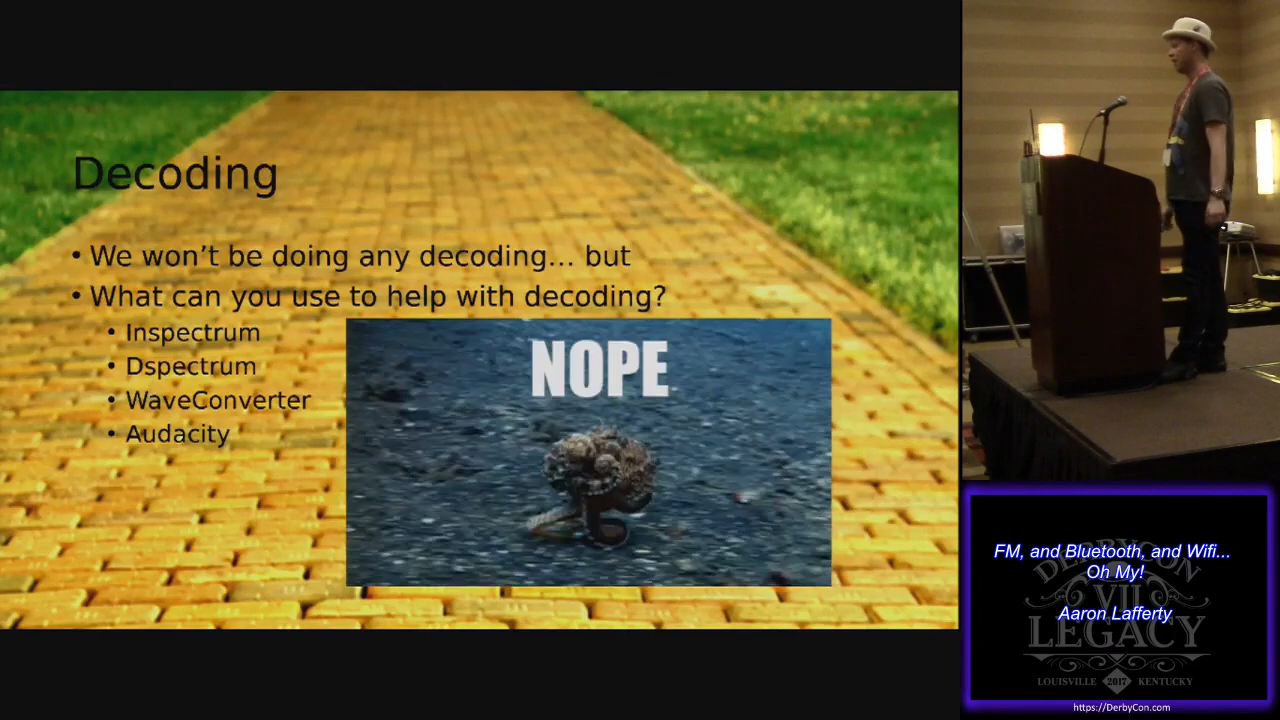 Decoding
• We won’t be doing any decoding… but
• What can you use to help with decoding?
• Inspectrum
• Dspectrum
• WaveConverter
• Audacity
NOPE
FM, and Bluetooth, and Wifi...
Oh My!
Aaron Lafferty
DERBYCON
VII
LEGACY
LOUISVILLE 2017 KENTUCKY
https://DerbyCon.com